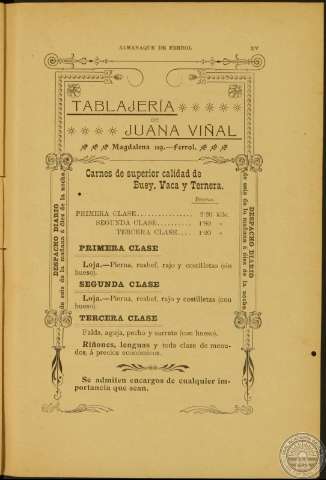 ALMANAQUE DE FERROL
XV
TABLAJERÍA
DE
JUANA VIÑAL
Magdalena 119.—Ferrol.
Carnes de superior calidad de
Buey, Vaca y Ternera.
Pesetas.
PRIMERA CLASE................ kilo.
SEGUNDA CLASE..........
TERCERA CLASE.... 1'20 »
PRIMERA CLASE
Loja.—Pierna, rosbef, rajo y costilletas (sin
hueso).
SEGUNDA CLASE
Loja.—Pierna, rosbef, rajo y costilletas (con
hueso).
TERCERA CLASE
Falda, aguja, pecho y (con hueso).
Riñones, lenguas y toda clase de menu-
dos, á precios económicos.
Se admiten encargos de cualquier im-
portancia que sean.
DESPACHO DIARIO
de seis de la mañana á diez de la noche.
DESPACHO DIARIO
de seis de la mañana á diez de la noche.